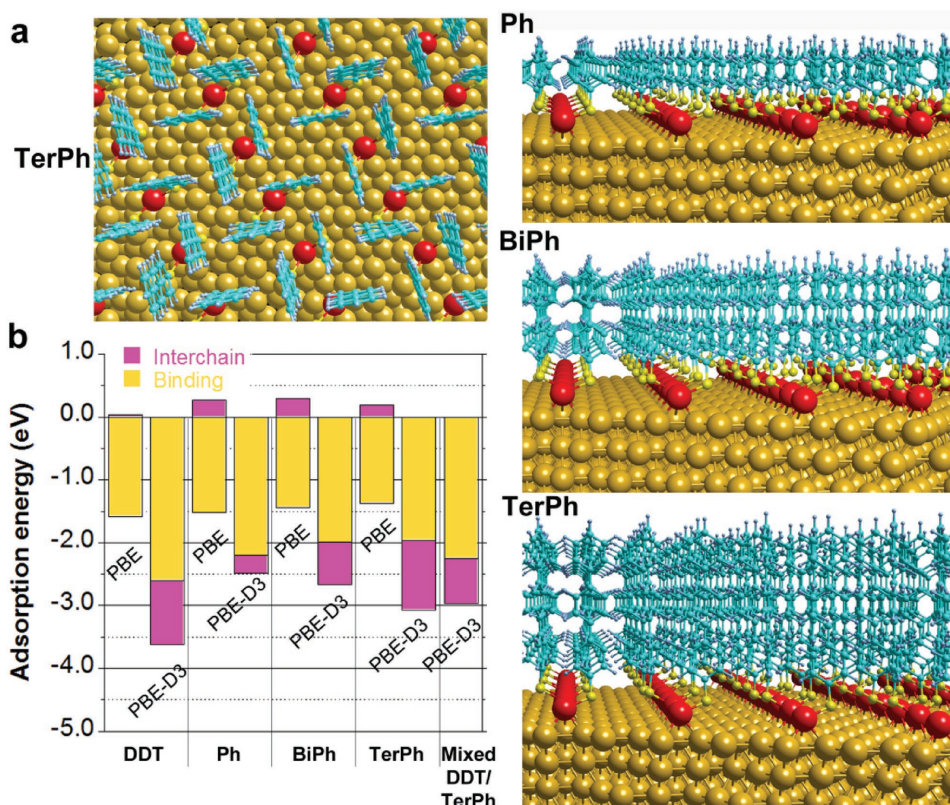 a
TerPh
b
Interchain
Binding
Adsorption energy (eV)
1.0
0.0
-1.0
-2.0
-3.0
-4.0
-5.0
PBE
PBE-D3
PBE
PBE-D3
PBE
PBE-D3
PBE
PBE-D3
PBE-D3
DDT
Ph
BiPh
TerPh
Mixed
DDT/
TerPh
Ph
BiPh
TerPh